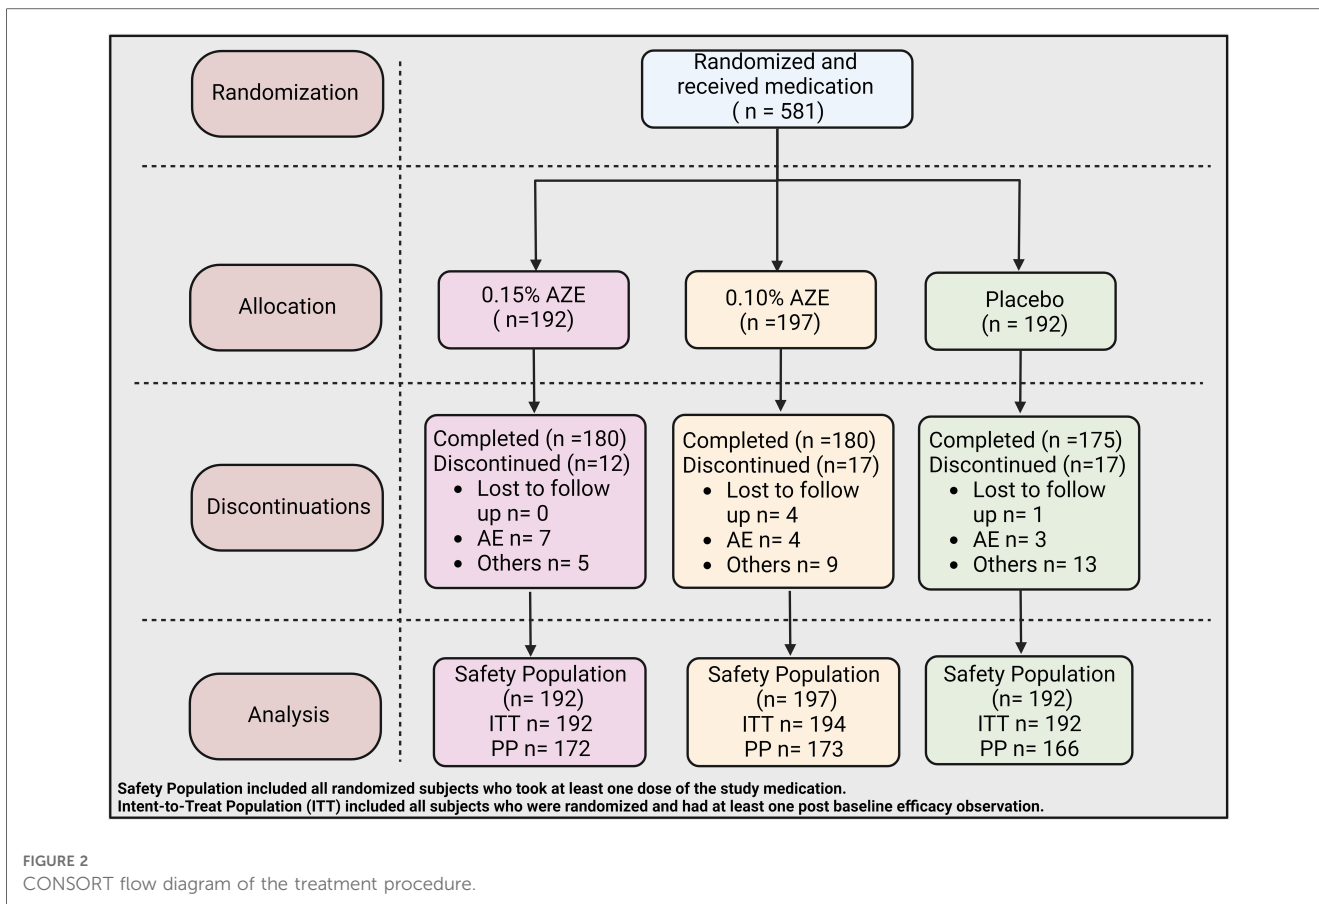 Randomization
Randomized and
received medication
( n = 581)
Allocation
0.15% AZE
( n=192)
0.10% AZE
(n =197)
Placebo
(n = 192)
Discontinuations
Completed (n =180)
Discontinued (n=12)
• Lost to follow
up n= 0
• AE n= 7
• Others n= 5
Completed (n =180)
Discontinued (n=17)
• Lost to follow
up n= 4
• AE n= 4
• Others n= 9
Completed (n =175)
Discontinued (n=17)
• Lost to follow
up n= 1
• AE n= 3
• Others n= 13
Analysis
Safety Population
(n= 192)
ITT n= 192
PP n= 172
Safety Population
(n= 197)
ITT n= 194
PP n= 173
Safety Population
(n= 192)
ITT n= 192
PP n= 166
Safety Population included all randomized subjects who took at least one dose of the study medication.
Intent-to-Treat Population (ITT) included all subjects who were randomized and had at least one post baseline efficacy observation.
FIGURE 2
CONSORT flow diagram of the treatment procedure.